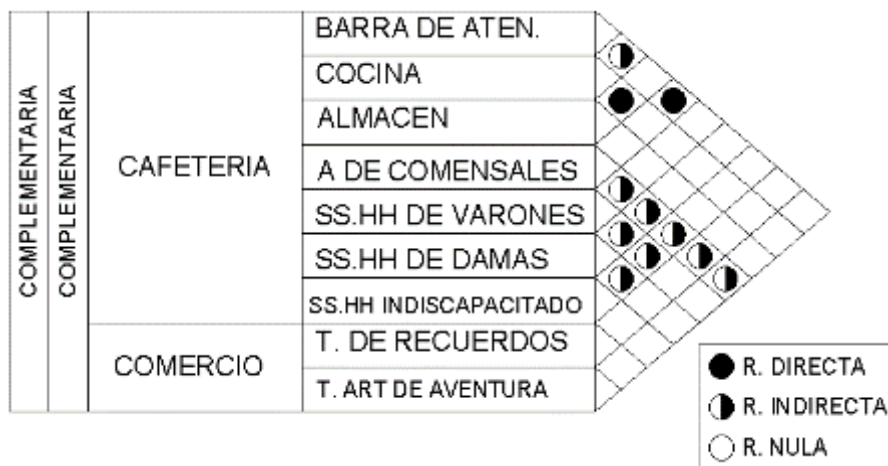 COMPLEMENTARIA
COMPLEMENTARIA
CAFETERIA
BARRA DE ATEN.
COCINA
ALMACEN
A DE COMENSALES
SS.HH DE VARONES
SS.HH DE DAMAS
SS.HH INDISCAPACITADO
COMERCIO
T. DE RECUERDOS
T. ART DE AVENTURA
R. DIRECTA
R. INDIRECTA
R. NULA